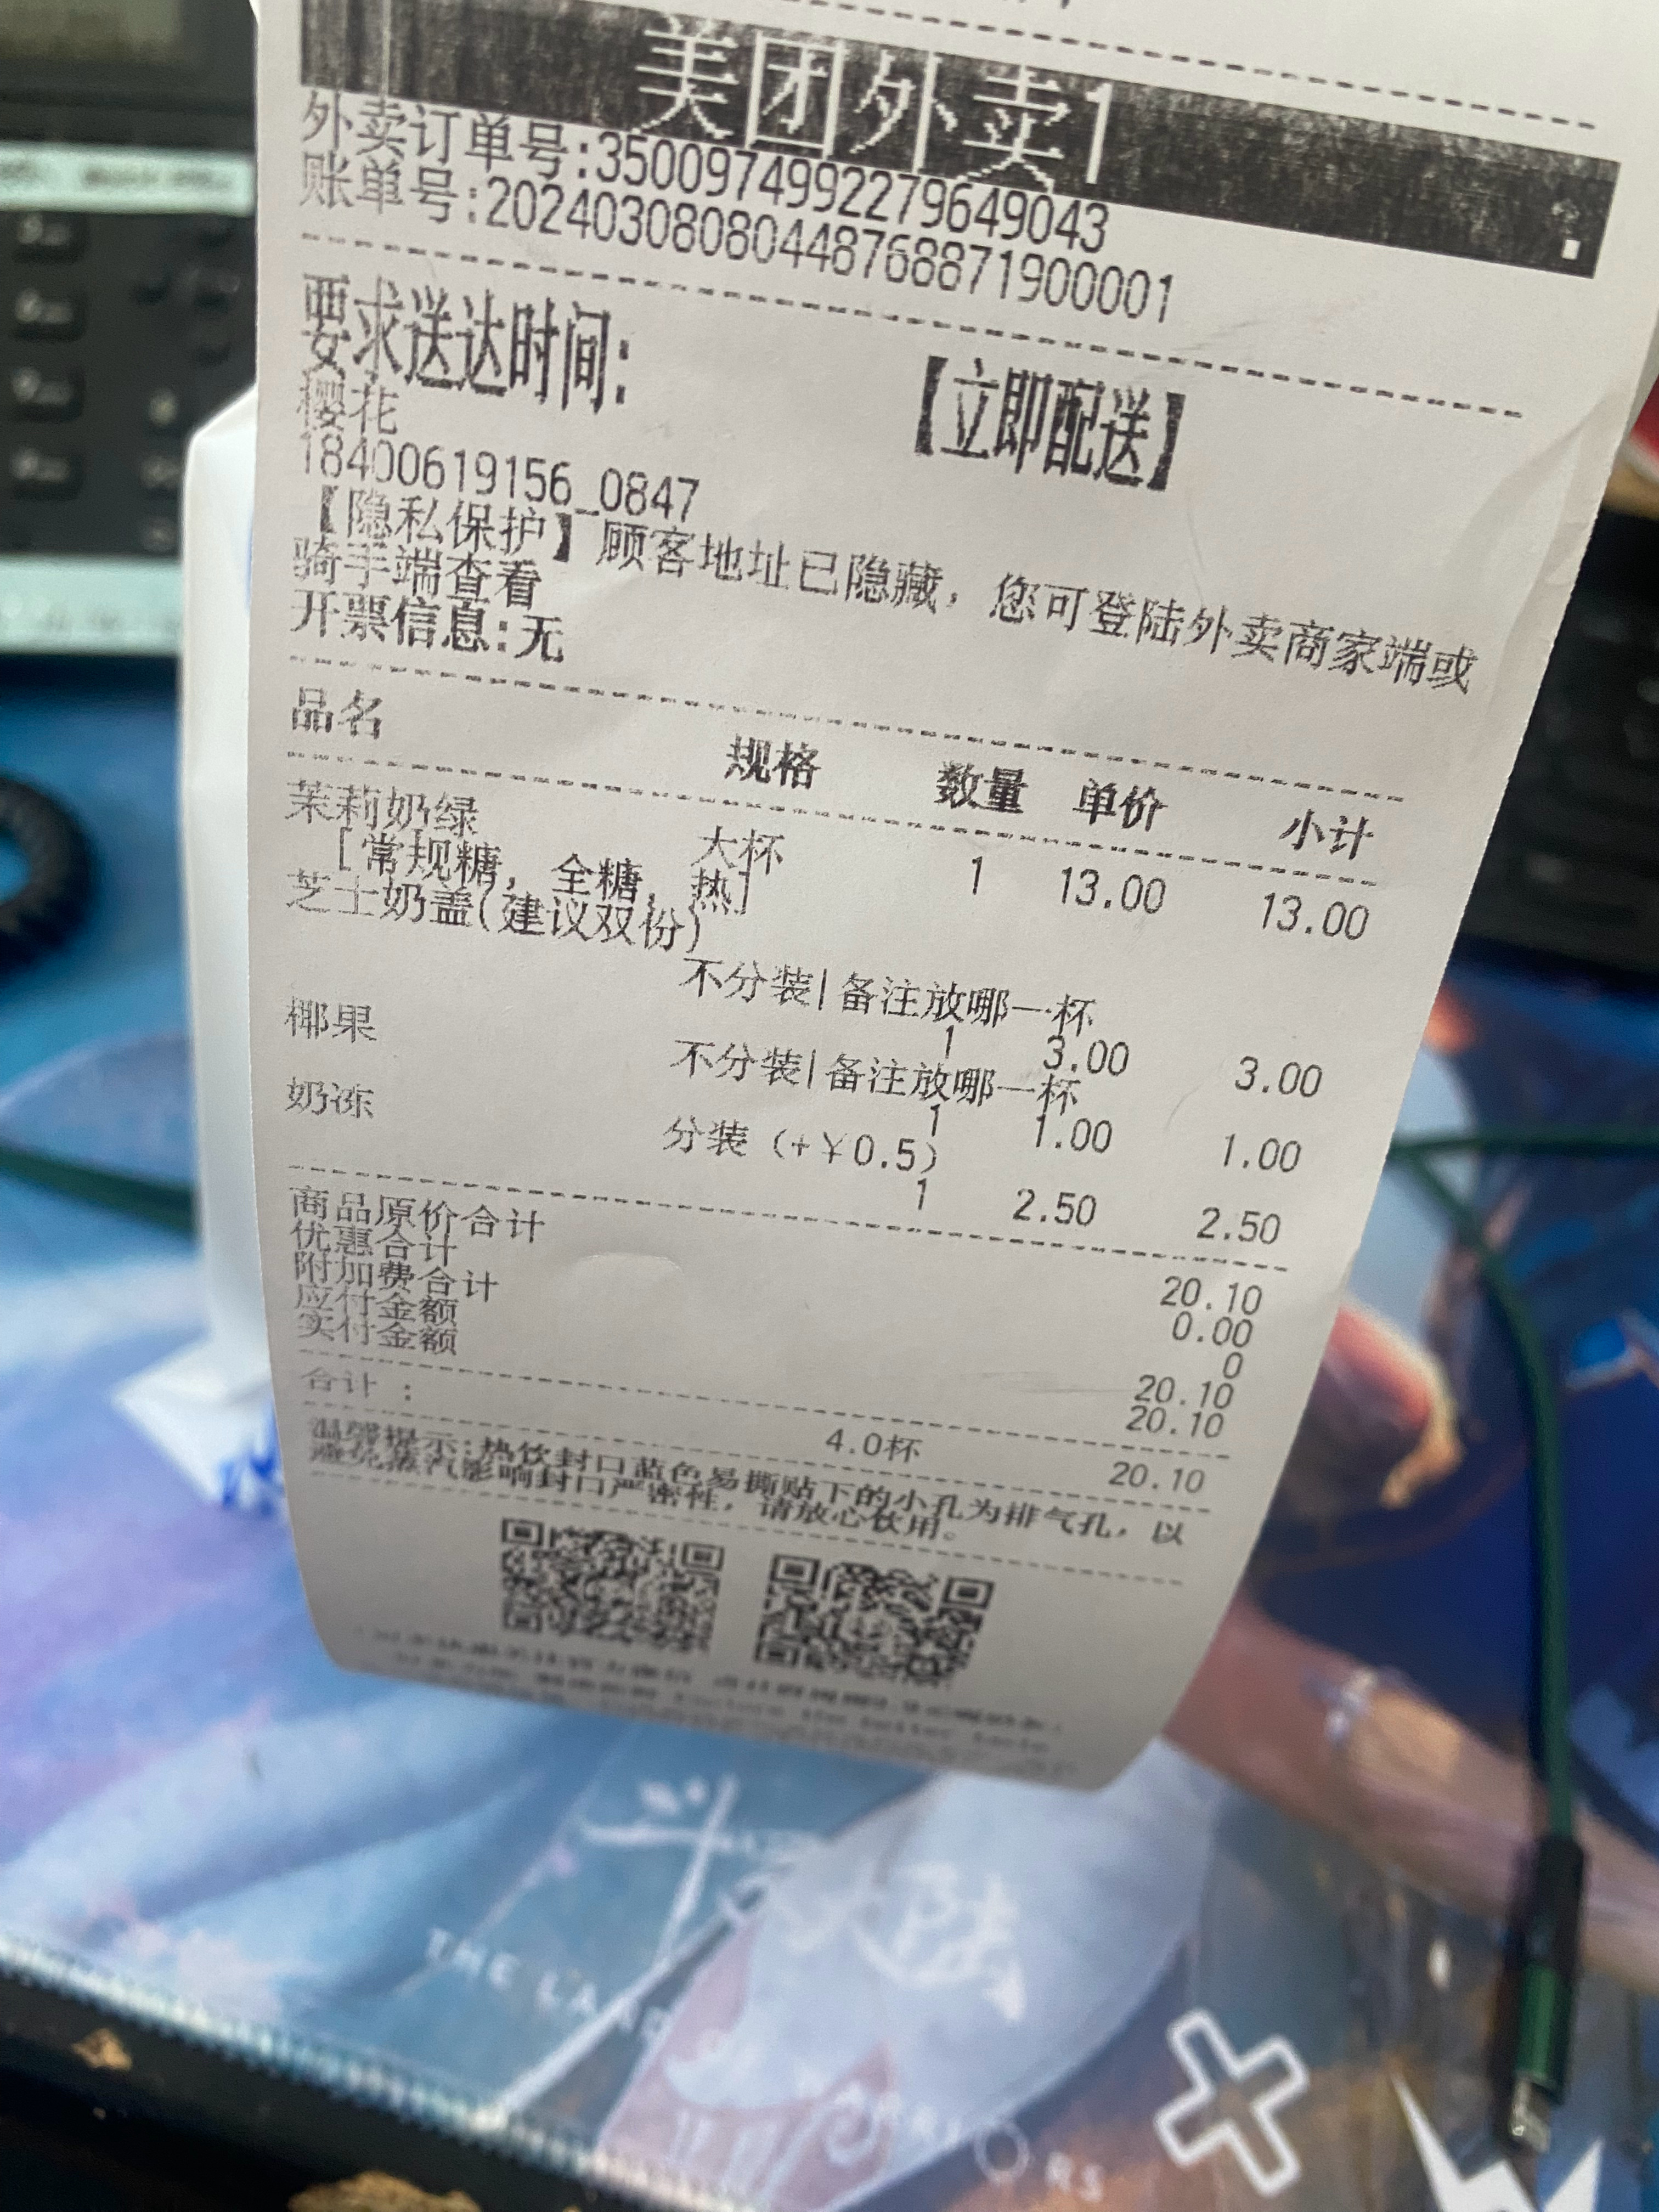 美团外卖1
外卖订单号:3500974992279649043
账单号:20240308080448768871900001
要求送达时间: 【立即配送】
樱花
18400619156_0847
【隐私保护】顾客地址已隐藏，您可登陆外卖商家端或
骑手端查看
开票信息:无
品名 规格 数量 单价 小计
茉莉奶绿 大杯 1 13.00 13.00
[常规糖, 全糖, 热]
芝士奶盖(建议双份)
不分装|备注放哪一杯
1 3.00 3.00
椰果 不分装|备注放哪一杯
1 1.00 1.00
奶冻 分装（+￥0.5）
1 2.50 2.50
商品原价合计 20.10
优惠合计 0.00
附加费合计 0
应付金额 20.10
实付金额 20.10
合计： 4.0杯 20.10
温馨提示:热饮封口蓝色易撕贴下的小孔为排气孔，以
避免蒸汽影响封口严密性，请放心饮用。
THE LAND
WARRIORS